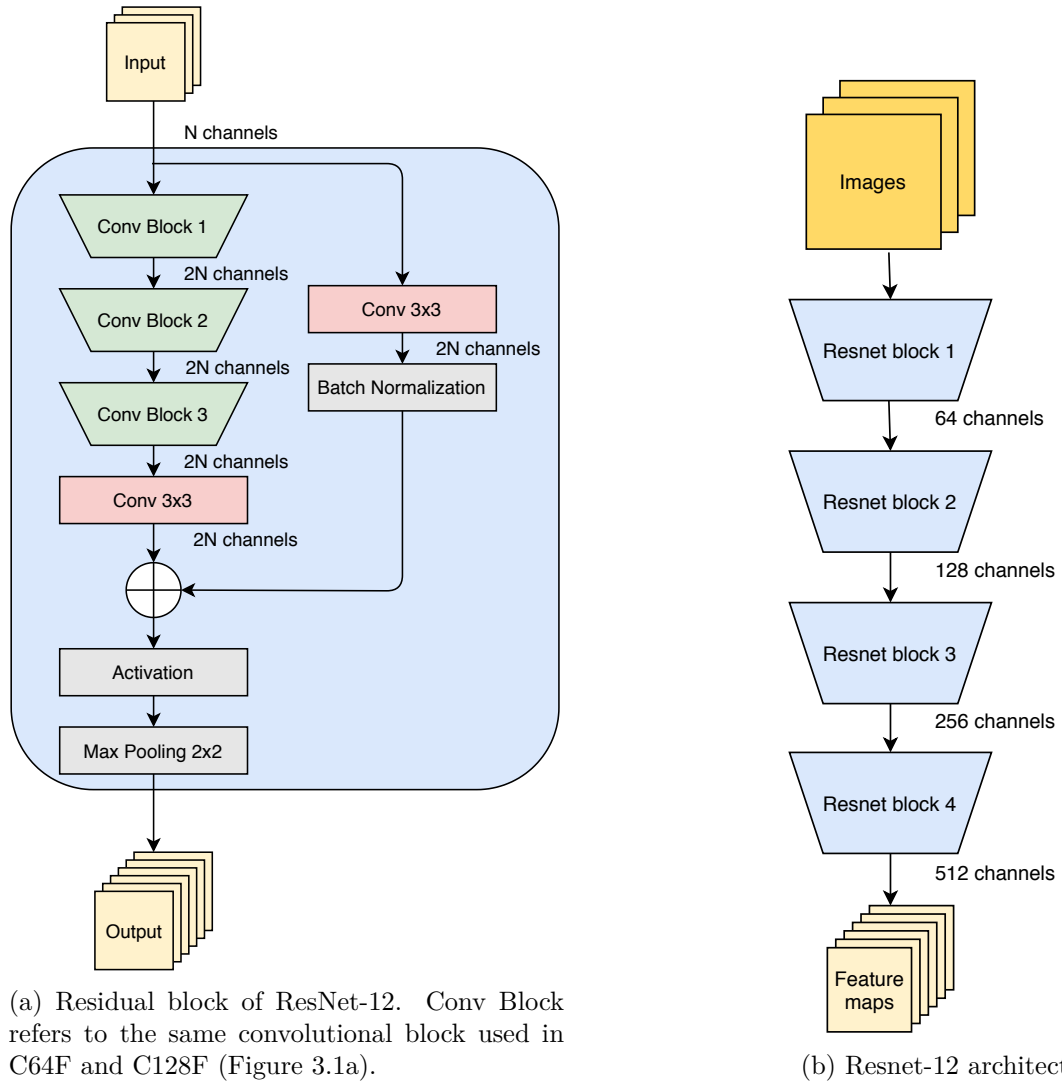 Input
N channels
Conv Block 1
2N channels
Conv Block 2
2N channels
Conv Block 3
2N channels
Conv 3x3
2N channels
Conv 3x3
2N channels
Batch Normalization
Activation
Max Pooling 2x2
Output
(a) Residual block of ResNet-12. Conv Block
refers to the same convolutional block used in
C64F and C128F (Figure 3.1a).
Images
Resnet block 1
64 channels
Resnet block 2
128 channels
Resnet block 3
256 channels
Resnet block 4
512 channels
Feature
maps
(b) Resnet-12 architect